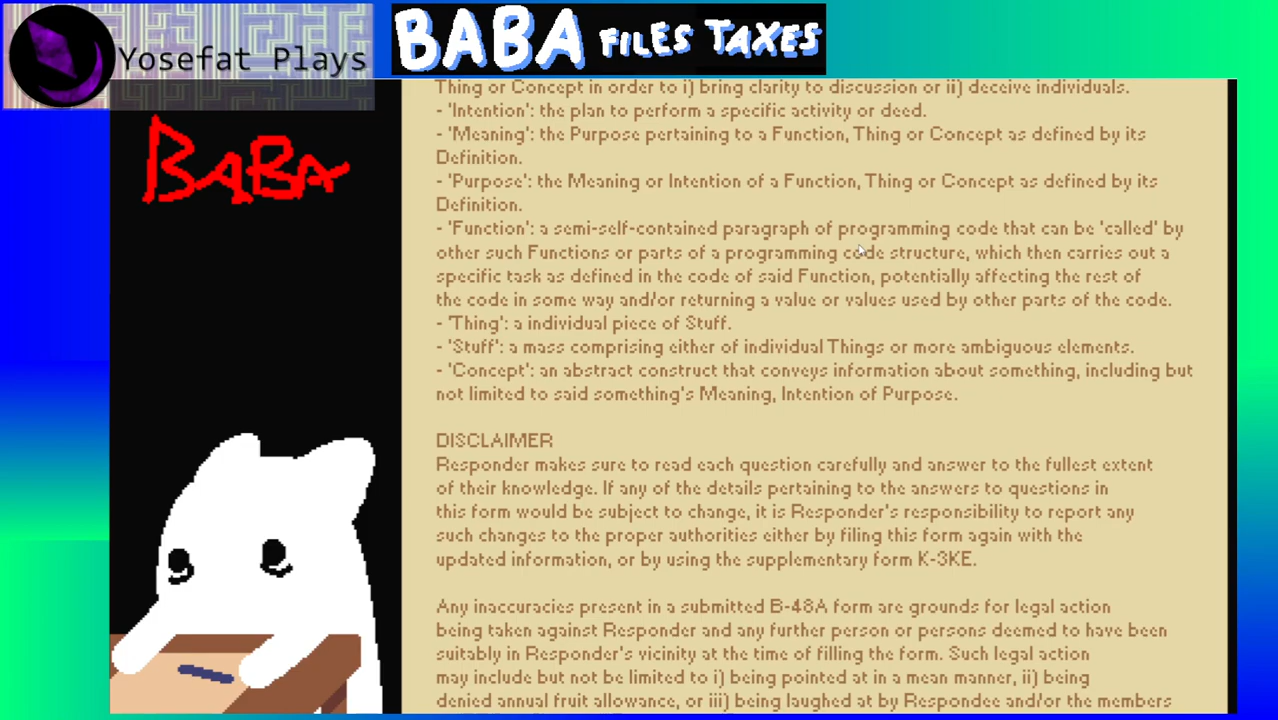 Yosefat Plays
BABA FILES TAXES
BABA
Thing or Concept in order to i) bring clarity to discussion or ii) deceive individuals.
- 'Intention': the plan to perform a specific activity or deed.
- 'Meaning': the Purpose pertaining to a Function, Thing or Concept as defined by its
Definition.
- 'Purpose': the Meaning or Intention of a Function, Thing or Concept as defined by its
Definition.
- 'Function': a semi-self-contained paragraph of programming code that can be 'called' by
other such Functions or parts of a programming code structure, which then carries out a
specific task as defined in the code of said Function, potentially affecting the rest of
the code in some way and/or returning a value or values used by other parts of the code.
- 'Thing': a individual piece of Stuff.
- 'Stuff': a mass comprising either of individual Things or more ambiguous elements.
- 'Concept': an abstract construct that conveys information about something, including but
not limited to said something's Meaning, Intention of Purpose.
DISCLAIMER
Responder makes sure to read each question carefully and answer to the fullest extent
of their knowledge. If any of the details pertaining to the answers to questions in
this form would be subject to change, it is Responder's responsibility to report any
such changes to the proper authorities either by filing this form again with the
updated information, or by using the supplementary form K-3KE.
Any inaccuracies present in a submitted B-48A form are grounds for legal action
being taken against Responder and any further person or persons deemed to have been
suitably in Responder's vicinity at the time of filling the form. Such legal action
may include but not be limited to i) being pointed at in a mean manner, ii) being
denied annual fruit allowance, or iii) being laughed at by Respondee and/or the members